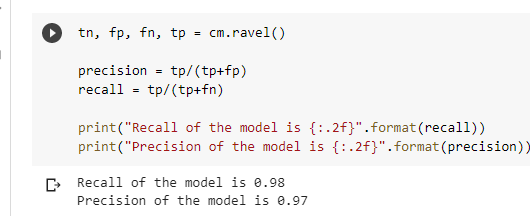 tn, fp, fn, tp = cm.ravel()
precision = tp/(tp+fp)
recall = tp/(tp+fn)
print("Recall of the model is {:.2f}".format(recall))
print("Precision of the model is {:.2f}".format(precision))
Recall of the model is 0.98
Precision of the model is 0.97